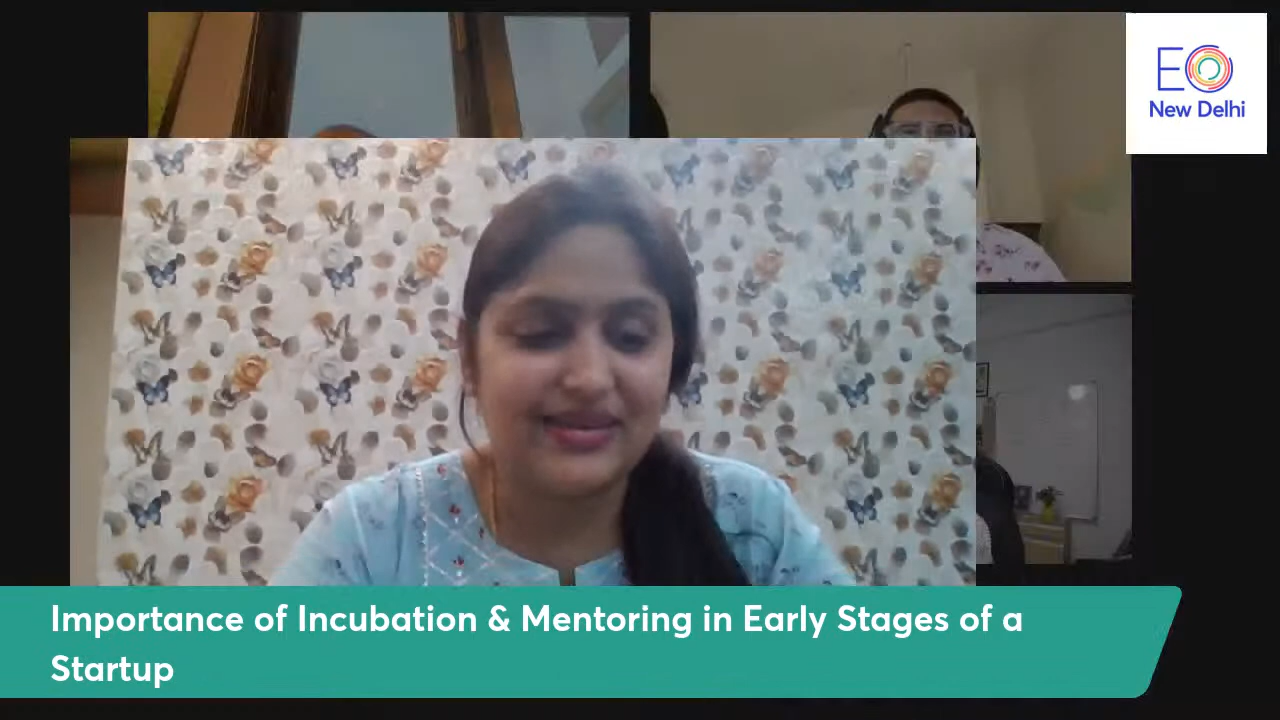 EO
New Delhi
Importance of Incubation & Mentoring in Early Stages of a
Startup